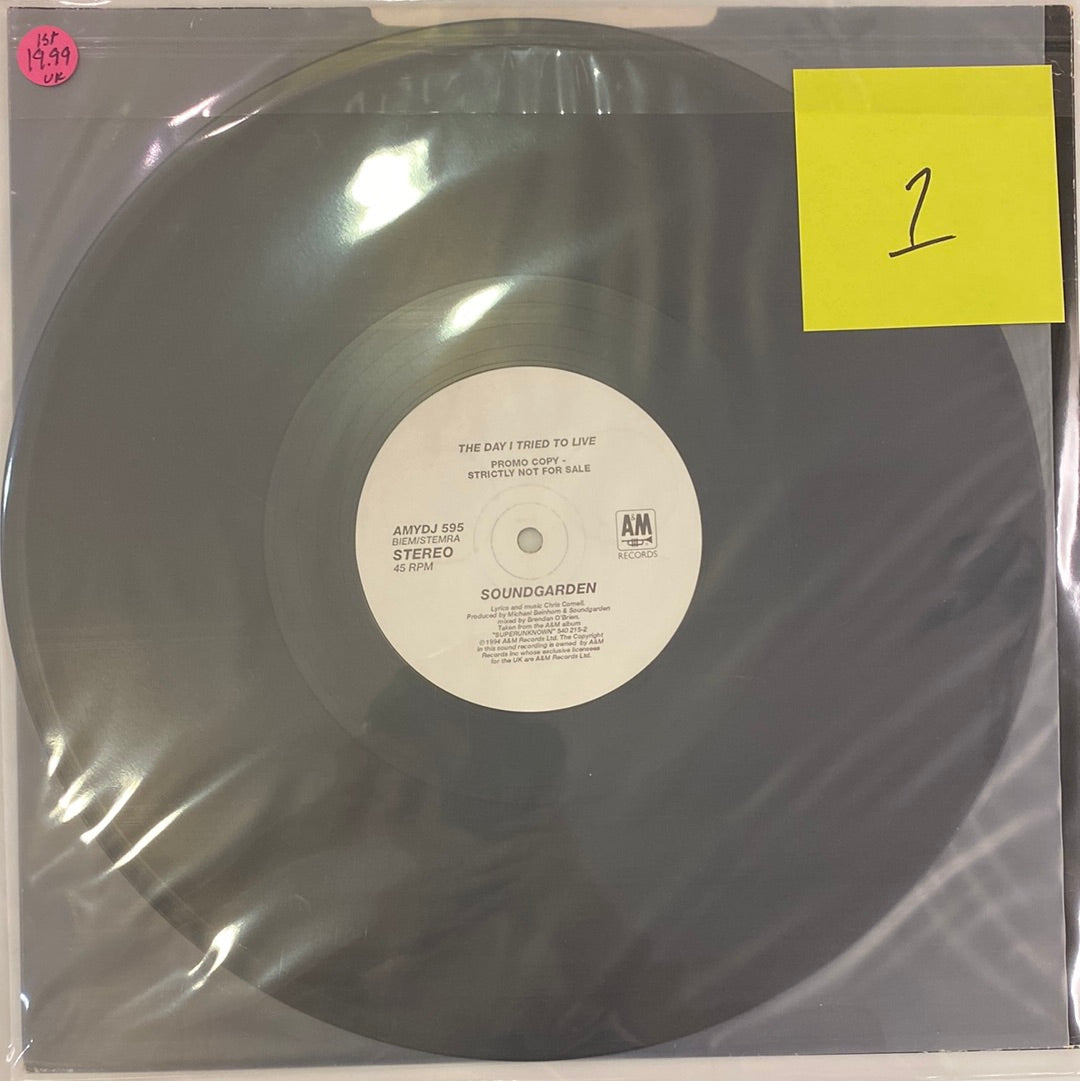 1ST
19.99
UK
1
THE DAY I TRIED TO LIVE
PROMO COPY -
STRICTLY NOT FOR SALE
AMYDJ 595
BIEM/STEMRA
STEREO
45 RPM
A&M
RECORDS
SOUNDGARDEN
Lyrics and music Chris Cornell.
Produced by Michael Beinhorn & Soundgarden
mixed by Brendan O'Brien.
Taken from the A&M album
"SUPERUNKNOWN" 540 215-2
℗1994 A&M Records Ltd. The Copyright
in this sound recording is owned by A&M
Records Inc whose exclusive licensees
for the UK are A&M Records Ltd.